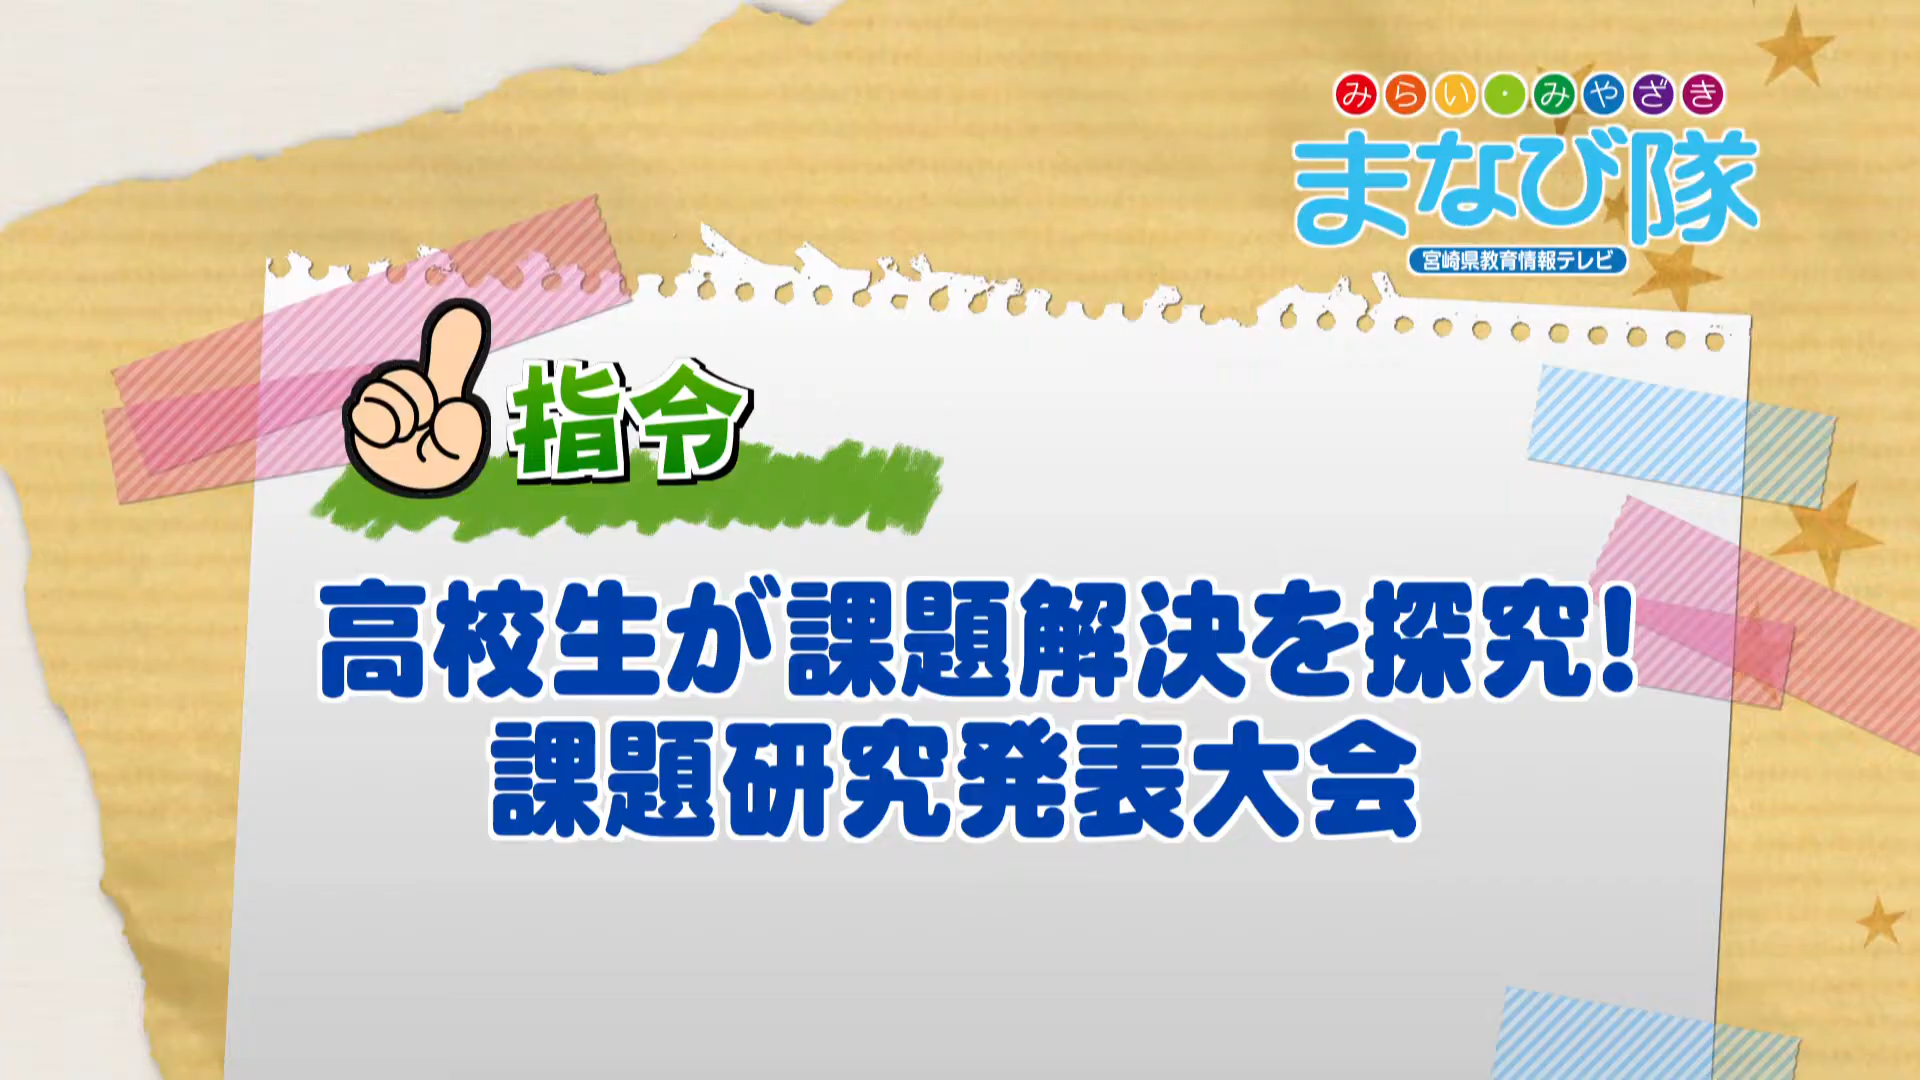 みらい・みやざき
まなび隊
宮崎県教育情報テレビ
指令
高校生が課題解決を探究!
課題研究発表大会